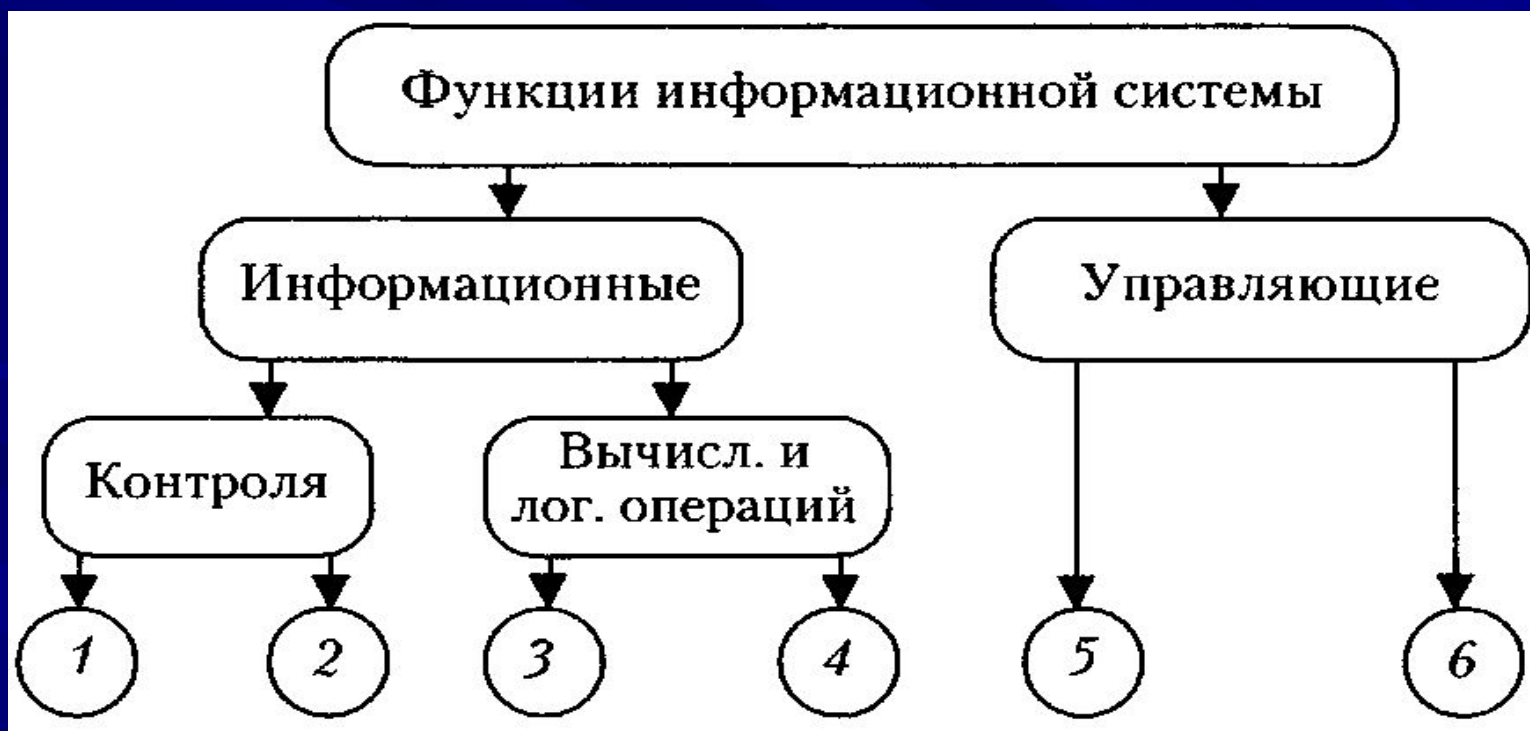 Функции информационной системы
Информационные
Управляющие
Контроля
Вычисл. и
лог. операций
1
2
3
4
5
6